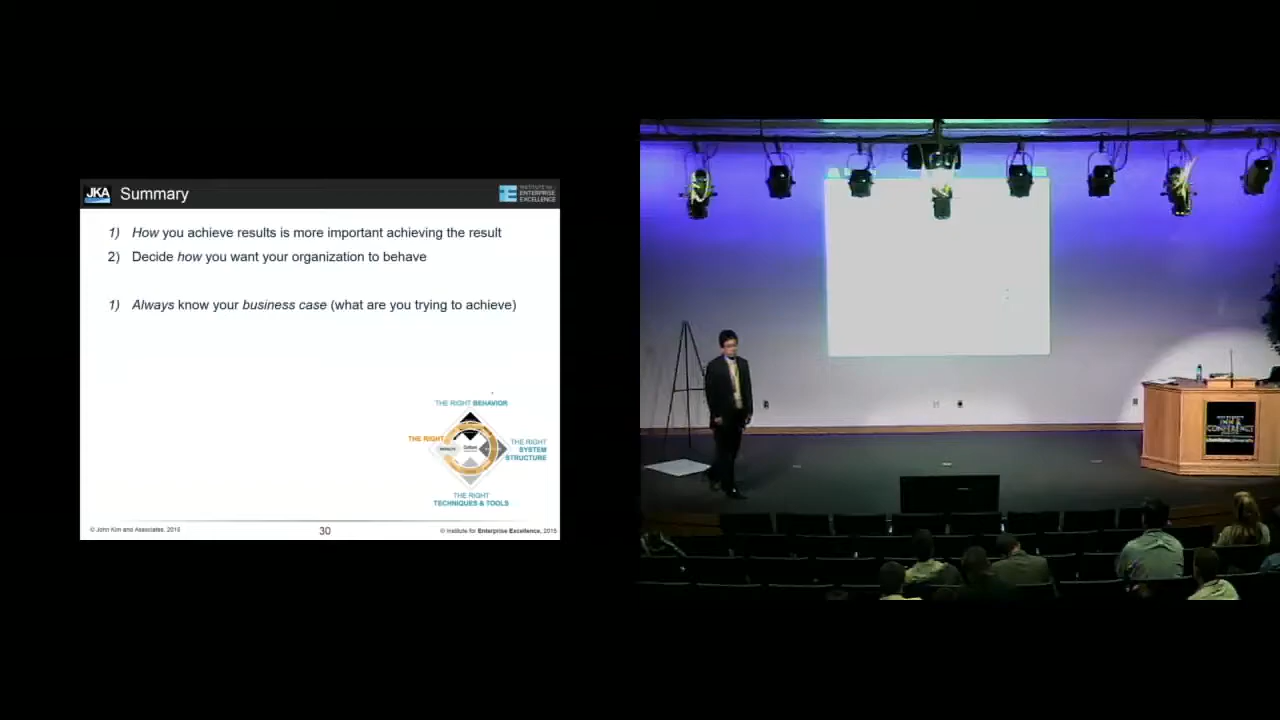 JKA
Summary
INSTITUTE for
ENTERPRISE
EXCELLENCE
1) How you achieve results is more important achieving the result
2) Decide how you want your organization to behave
1) Always know your business case (what are you trying to achieve)
THE RIGHT BEHAVIOR
THE RIGHT
THE RIGHT
SYSTEM
STRUCTURE
Culture
THE RIGHT
TECHNIQUES & TOOLS
© John Kim and Associates, 2015
30
© Institute for Enterprise Excellence, 2015
CONFERENCE